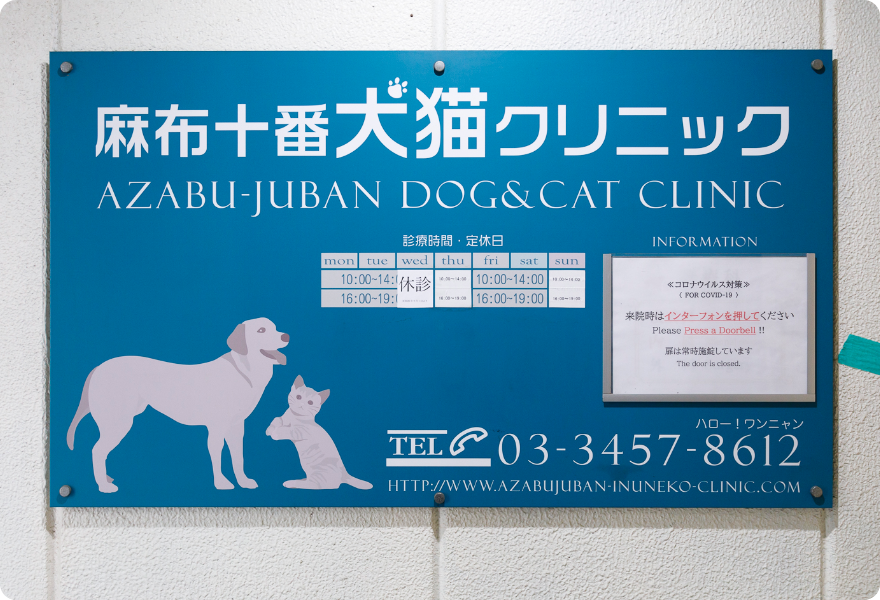 麻布十番犬猫クリニック
AZABU-JUBAN DOG&CAT CLINIC
診療時間・定休日
mon tue wed thu fri sat sun
10:00~14: 休診 10:00~14:00
16:00~19:0 16:00~19:00
INFORMATION
≪コロナウイルス対策≫
( FOR COVID-19 )
来院時はインターフォンを押してください
Please Press a Doorbell !!
扉は常時施錠しています
The door is closed.
ハロー!ワンニャン
TEL 03-3457-8612
HTTP://WWW.AZABUJUBAN-INUNEKO-CLINIC.COM